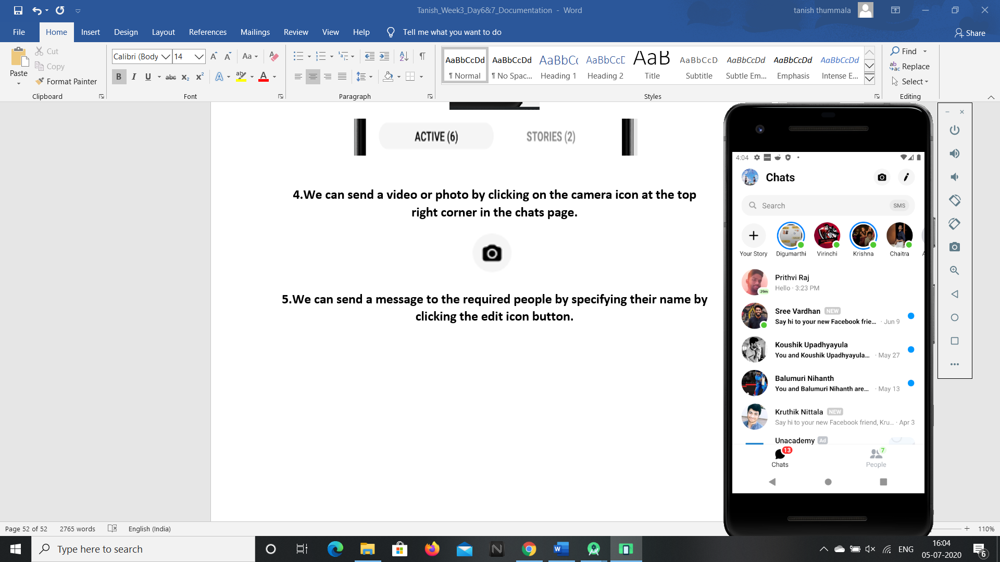 Tanish_Week3_Day6&7_Documentation - Word
tanish thummala
File Home Insert Design Layout References Mailings Review View Help Tell me what you want to do
Share
Paste
Cut
Copy
Format Painter
Clipboard
Calibri (Body 14
Font
Paragraph
AaBbCcDd AaBbCcDd AaBbCc AaBbCcD AaB AaBbCcD AaBbCcDd AaBbCcDd AaBbCcDd
¶ Normal ¶ No Spac... Heading 1 Heading 2 Title Subtitle Subtle Em... Emphasis Intense E...
Styles
Find
Replace
Select
Editing
ACTIVE (6) STORIES (2)
4.We can send a video or photo by clicking on the camera icon at the top
right corner in the chats page.
5.We can send a message to the required people by specifying their name by
clicking the edit icon button.
4:04
Chats
Search SMS
Your Story Digumarthi Virinchi Krishna Chaitra
Prithvi Raj
Hello · 3:23 PM
39m
Sree Vardhan NEW
Say hi to your new Facebook frie... · Jun 9
Koushik Upadhyayula
You and Koushik Upadhyayula... · May 27
Balumuri Nihanth
You and Balumuri Nihanth are... · May 13
Kruthik Nittala NEW
Say hi to your new Facebook friend, Kru... · Apr 3
Unacademy Ad
13 7
Chats People
Page 52 of 52 2765 words English (India) 110%
Type here to search
ENG
16:04
05-07-2020
6